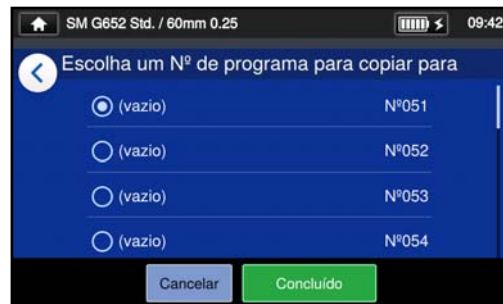 SM G652 Std. / 60mm 0.25 09:42
Escolha um Nº de programa para copiar para
(vazio) Nº051
(vazio) Nº052
(vazio) Nº053
(vazio) Nº054
Cancelar Concluído